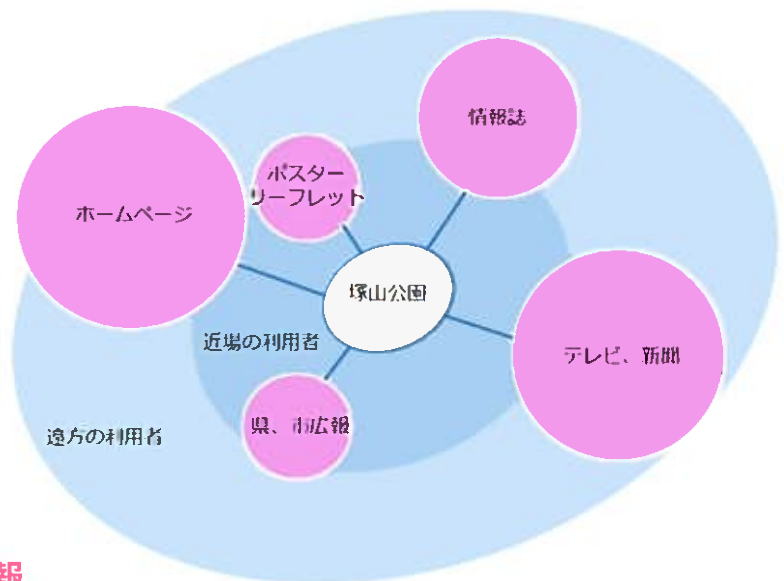 情報誌
ポスター
リーフレット
ホームページ
塚山公園
近場の利用者
テレビ、新聞
県、市広報
遠方の利用者
報